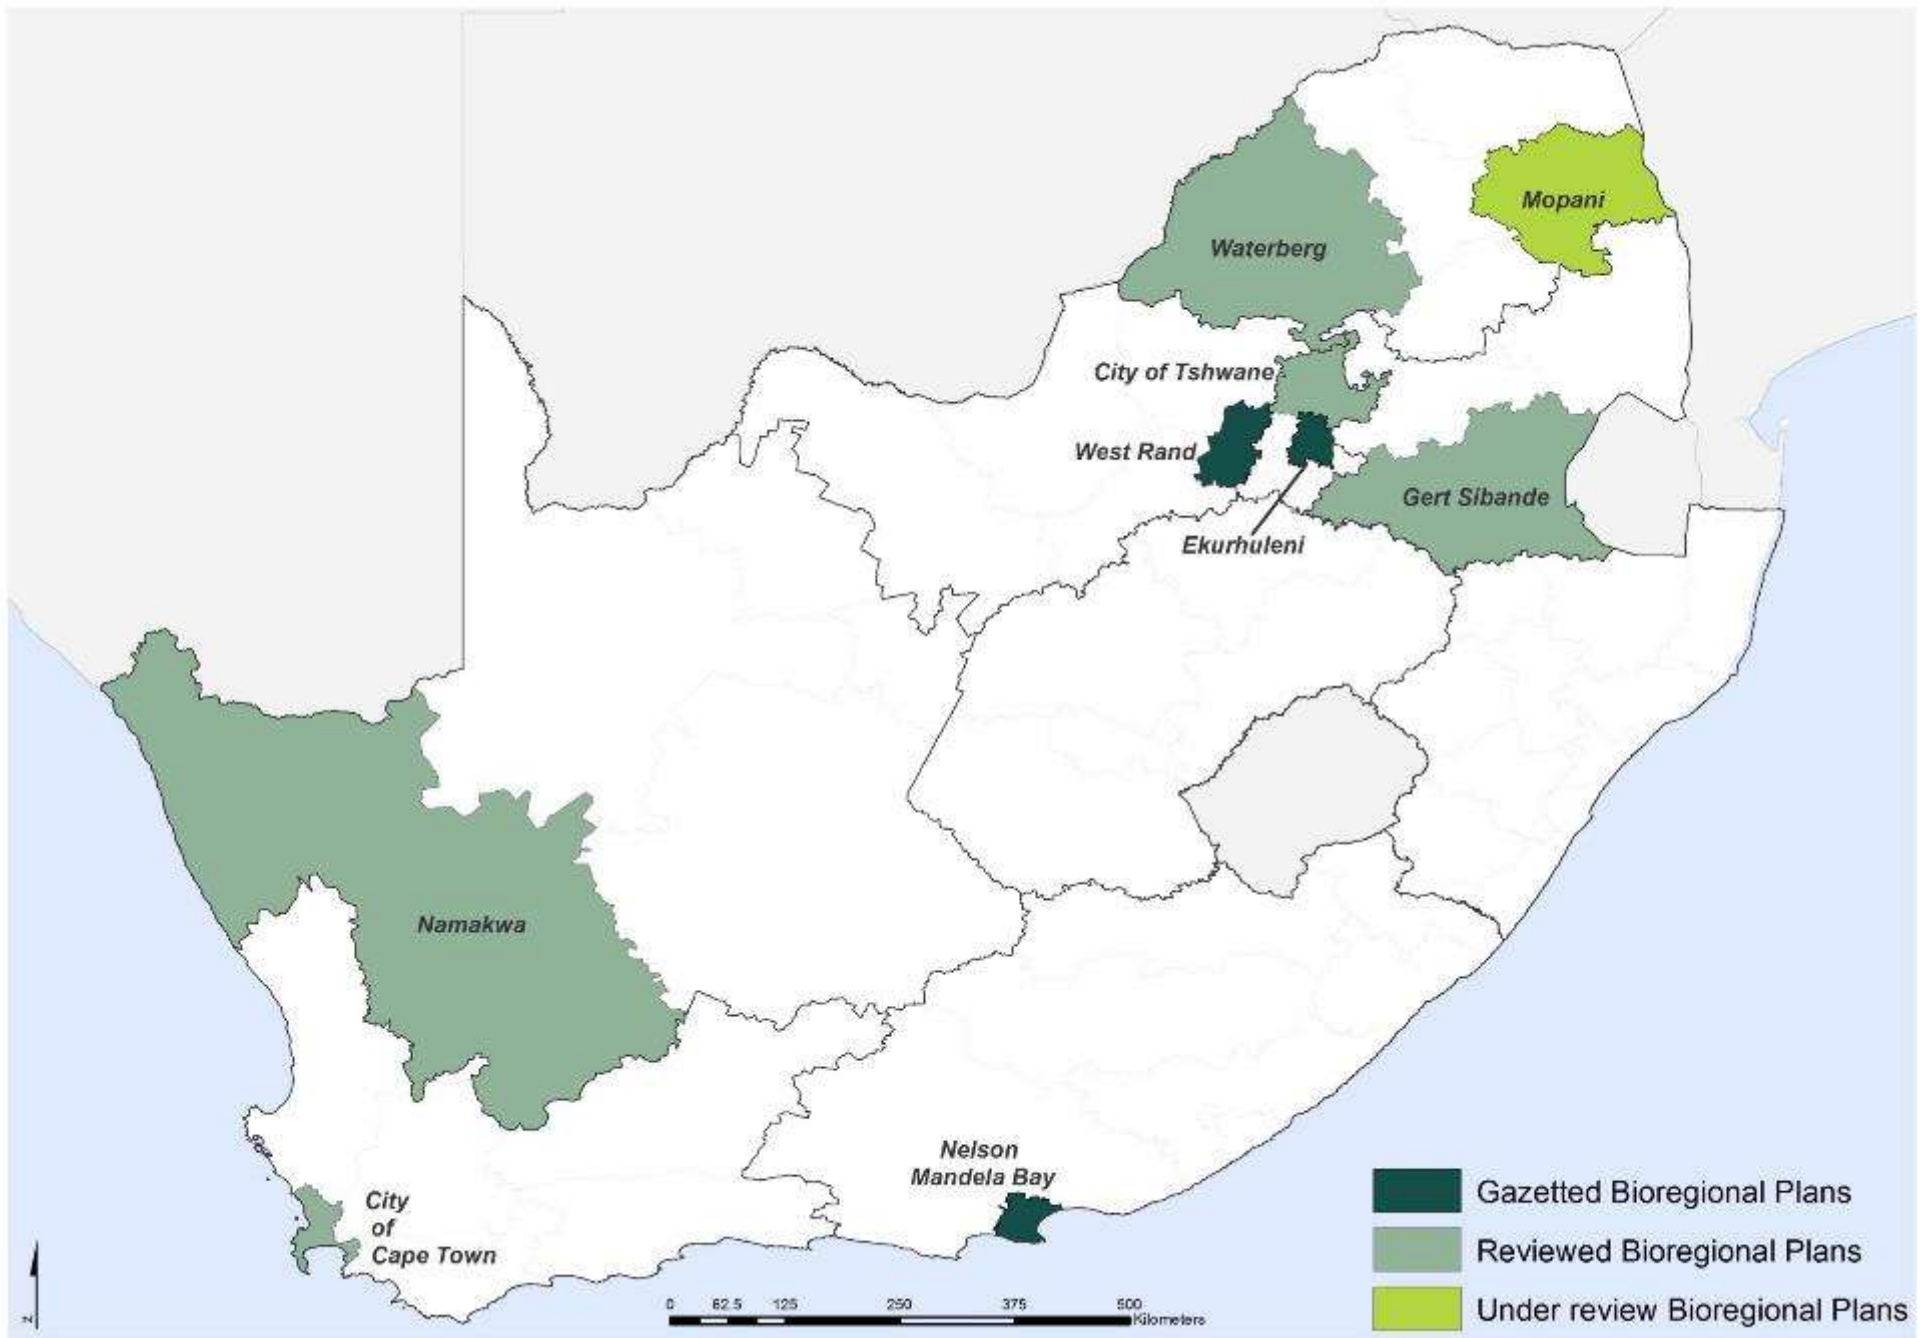 Mopani
Waterberg
City of Tshwane
West Rand
Gert Sibande
Ekurhuleni
Namakwa
Nelson
Mandela Bay
City
of
Cape Town
Gazetted Bioregional Plans
Reviewed Bioregional Plans
Under review Bioregional Plans
0 62.5 125 250 375 500
Kilometers
N